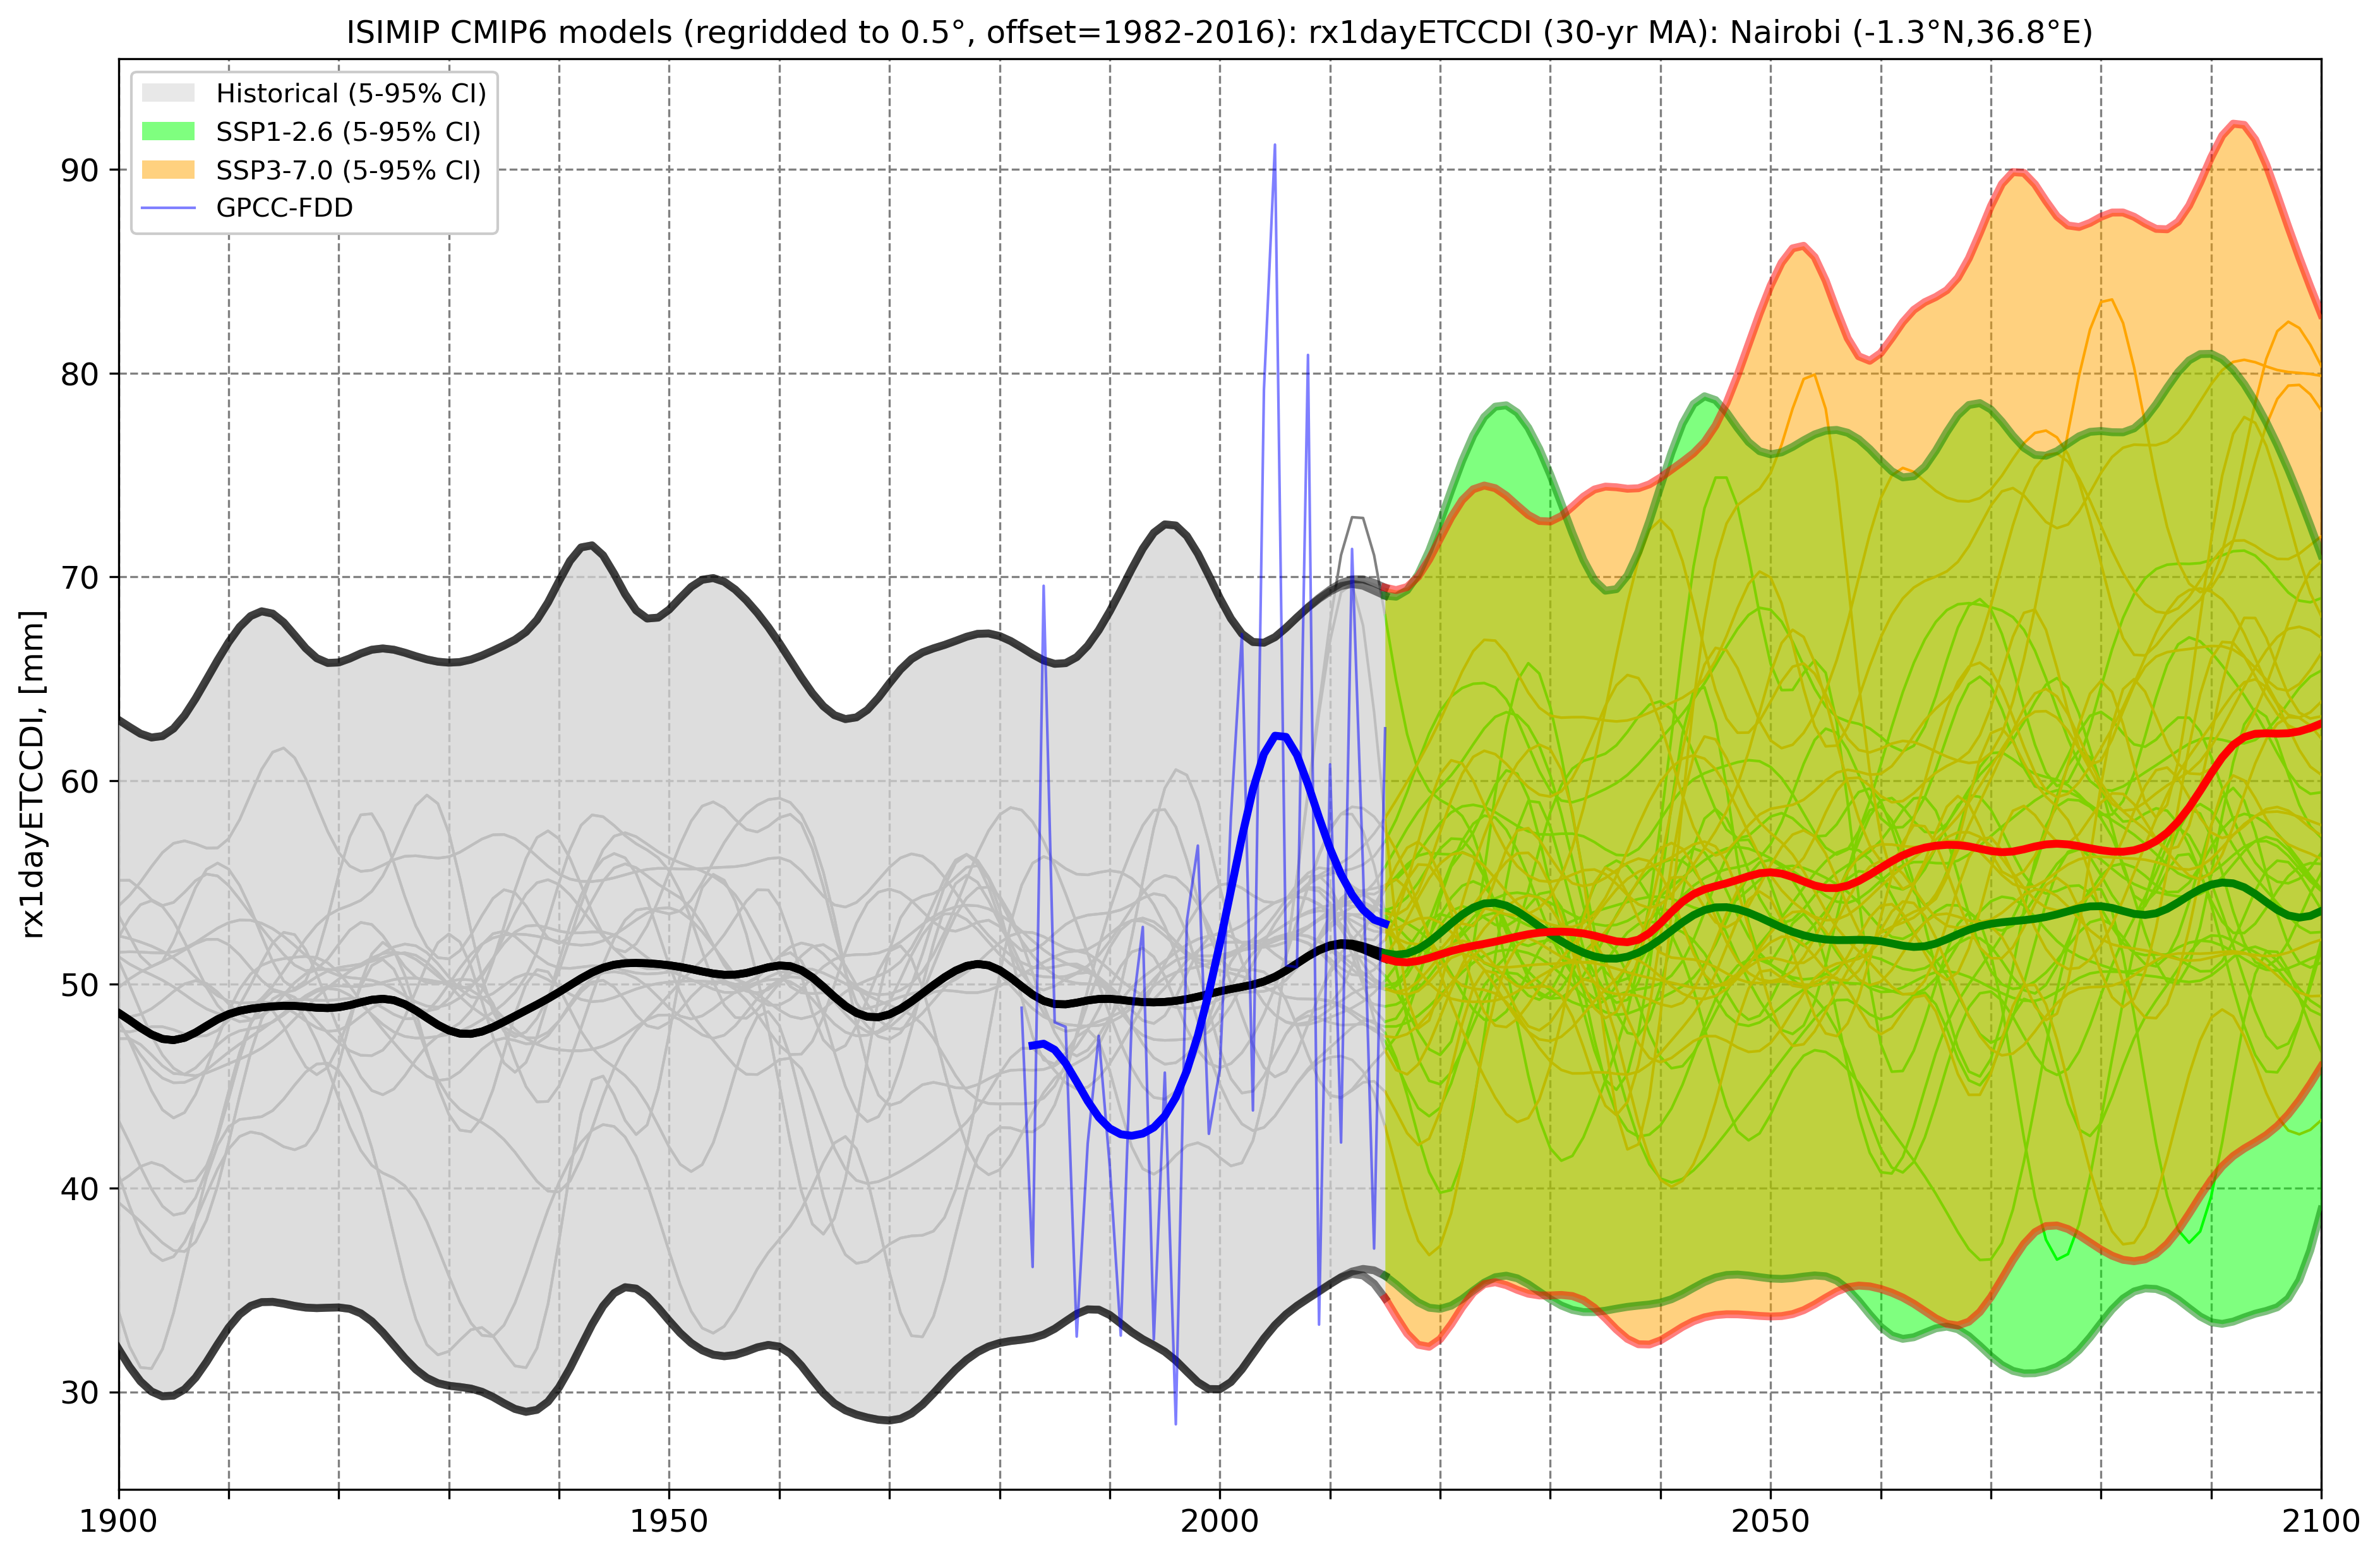 ISIMIP CMIP6 models (regridded to 0.5°, offset=1982-2016): rx1dayETCCDI (30-yr MA): Nairobi (-1.3°N,36.8°E)
Historical (5-95% CI)
SSP1-2.6 (5-95% CI)
SSP3-7.0 (5-95% CI)
GPCC-FDD
rx1dayETCCDI, [mm]
90
80
70
60
50
40
30
1900
1950
2000
2050
2100